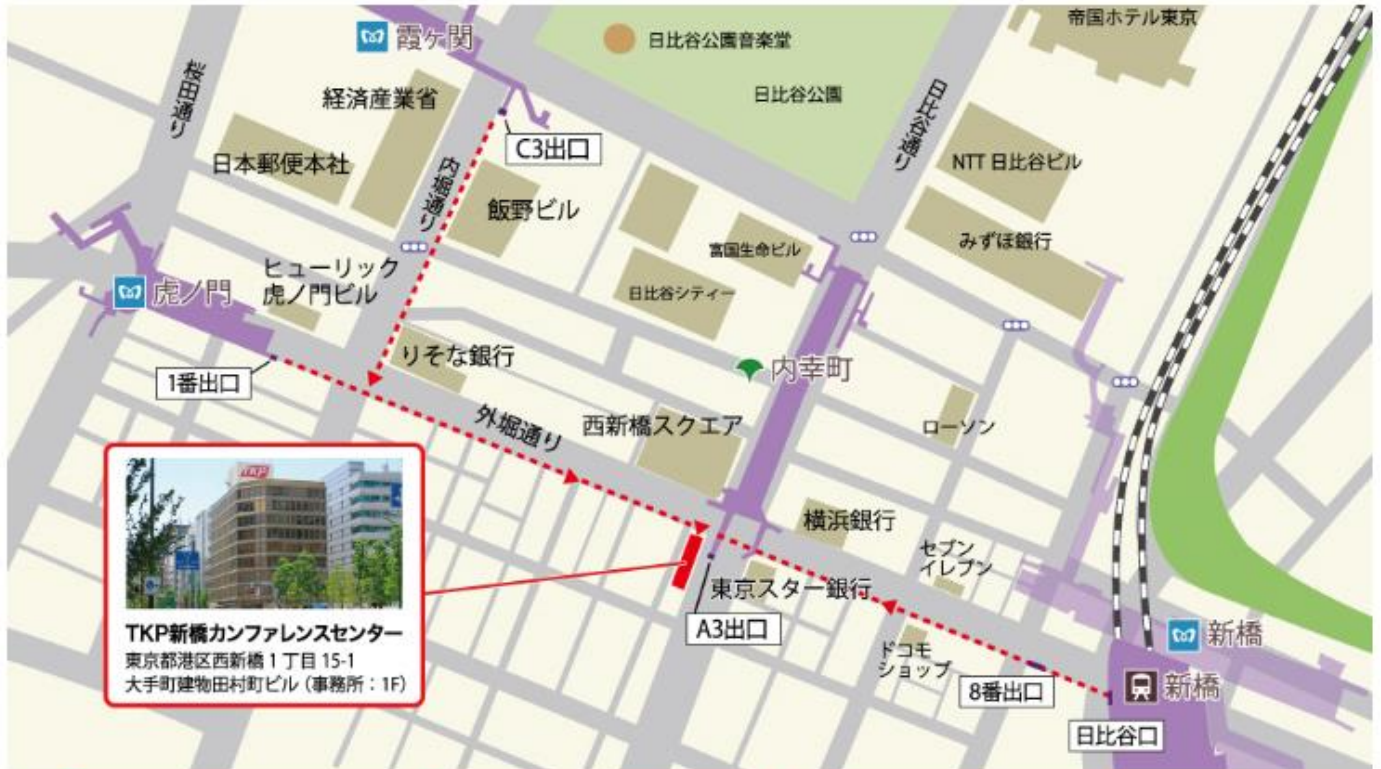 帝国ホテル東京
霞ヶ関
日比谷公園音楽堂
桜田通り
経済産業省
日比谷公園
日比谷通り
C3出口
日本郵便本社
内堀通り
NTT 日比谷ビル
飯野ビル
みずほ銀行
富国生命ビル
ヒューリック
虎ノ門ビル
虎ノ門
日比谷シティー
りそな銀行
内幸町
1番出口
外堀通り
西新橋スクエア
ローソン
TKP
横浜銀行
セブン
イレブン
東京スター銀行
A3出口
TKP新橋カンファレンスセンター
東京都港区西新橋1丁目15-1
大手町建物田村町ビル(事務所:1F)
ドコモ
ショップ
新橋
新橋
8番出口
日比谷口